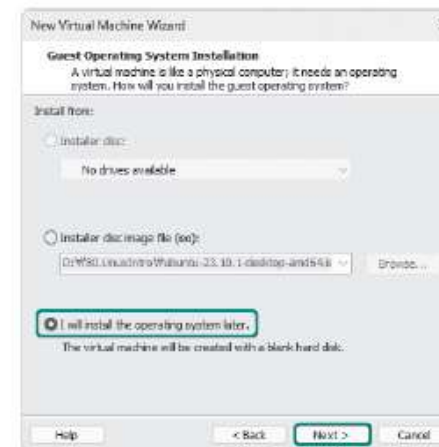 New Virtual Machine Wizard
Guest Operating System Installation
A virtual machine is like a physical computer; it needs an operating
system. How will you install the guest operating system?
Install from:
Installer disc:
No drives available
Installer disc image file (iso):
Browse...
I will install the operating system later.
The virtual machine will be created with a blank hard disk.
Help
< Back
Next >
Cancel